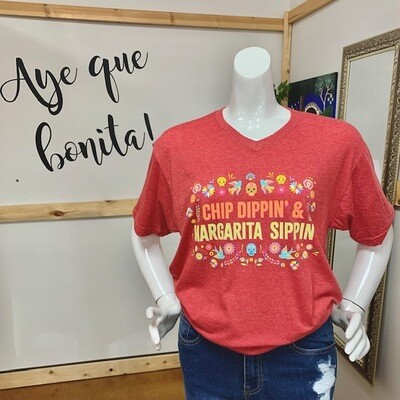 Aye que
bonita!
CHIP DIPPIN' &
MARGARITA SIPPIN